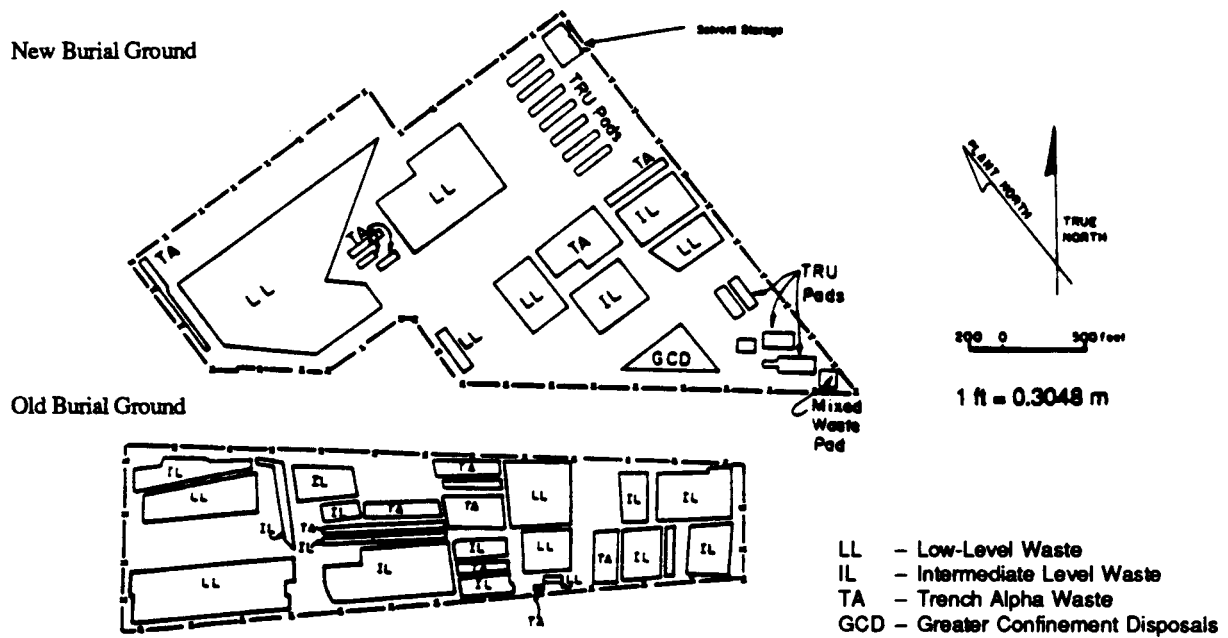 New Burial Ground
Solvent Storage
TRU Pads
TA
IL
LL
LL
TA
TA
TA
LL
LL
IL
LL
GCD
TRU
Pads
Mixed
Waste
Pad
PLANT NORTH
TRUE
NORTH
200 0 500 feet
1 ft = 0.3048 m
Old Burial Ground
IL
LL
IL
IL
IL
TA
TA
IL
LL
IL
TA
TA
LL
LL
IL
TA
IL
LL
TA
IL
IL
TA
IL
IL
LL – Low-Level Waste
IL – Intermediate Level Waste
TA – Trench Alpha Waste
GCD – Greater Confinement Disposals